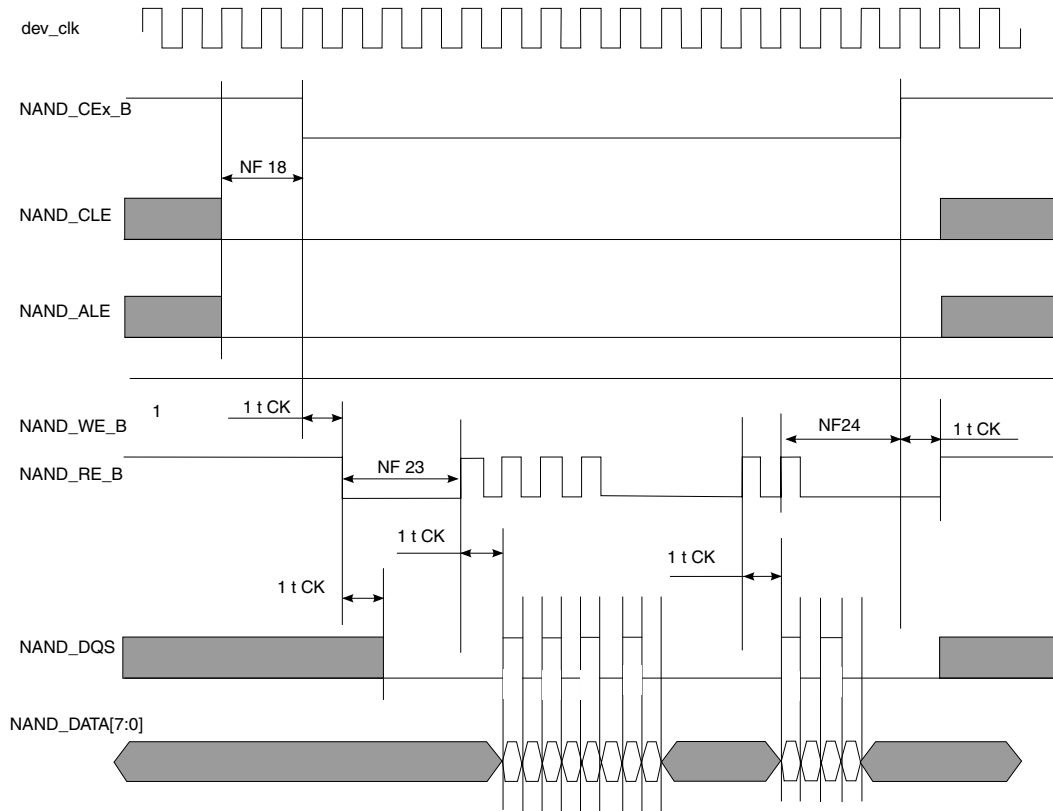 dev_clk
NAND_CEx_B
NF 18
NAND_CLE
NAND_ALE
1
1 t CK
NF24
1 t CK
NAND_WE_B
NAND_RE_B
NF 23
1 t CK
1 t CK
1 t CK
NAND_DQS
NAND_DATA[7:0]